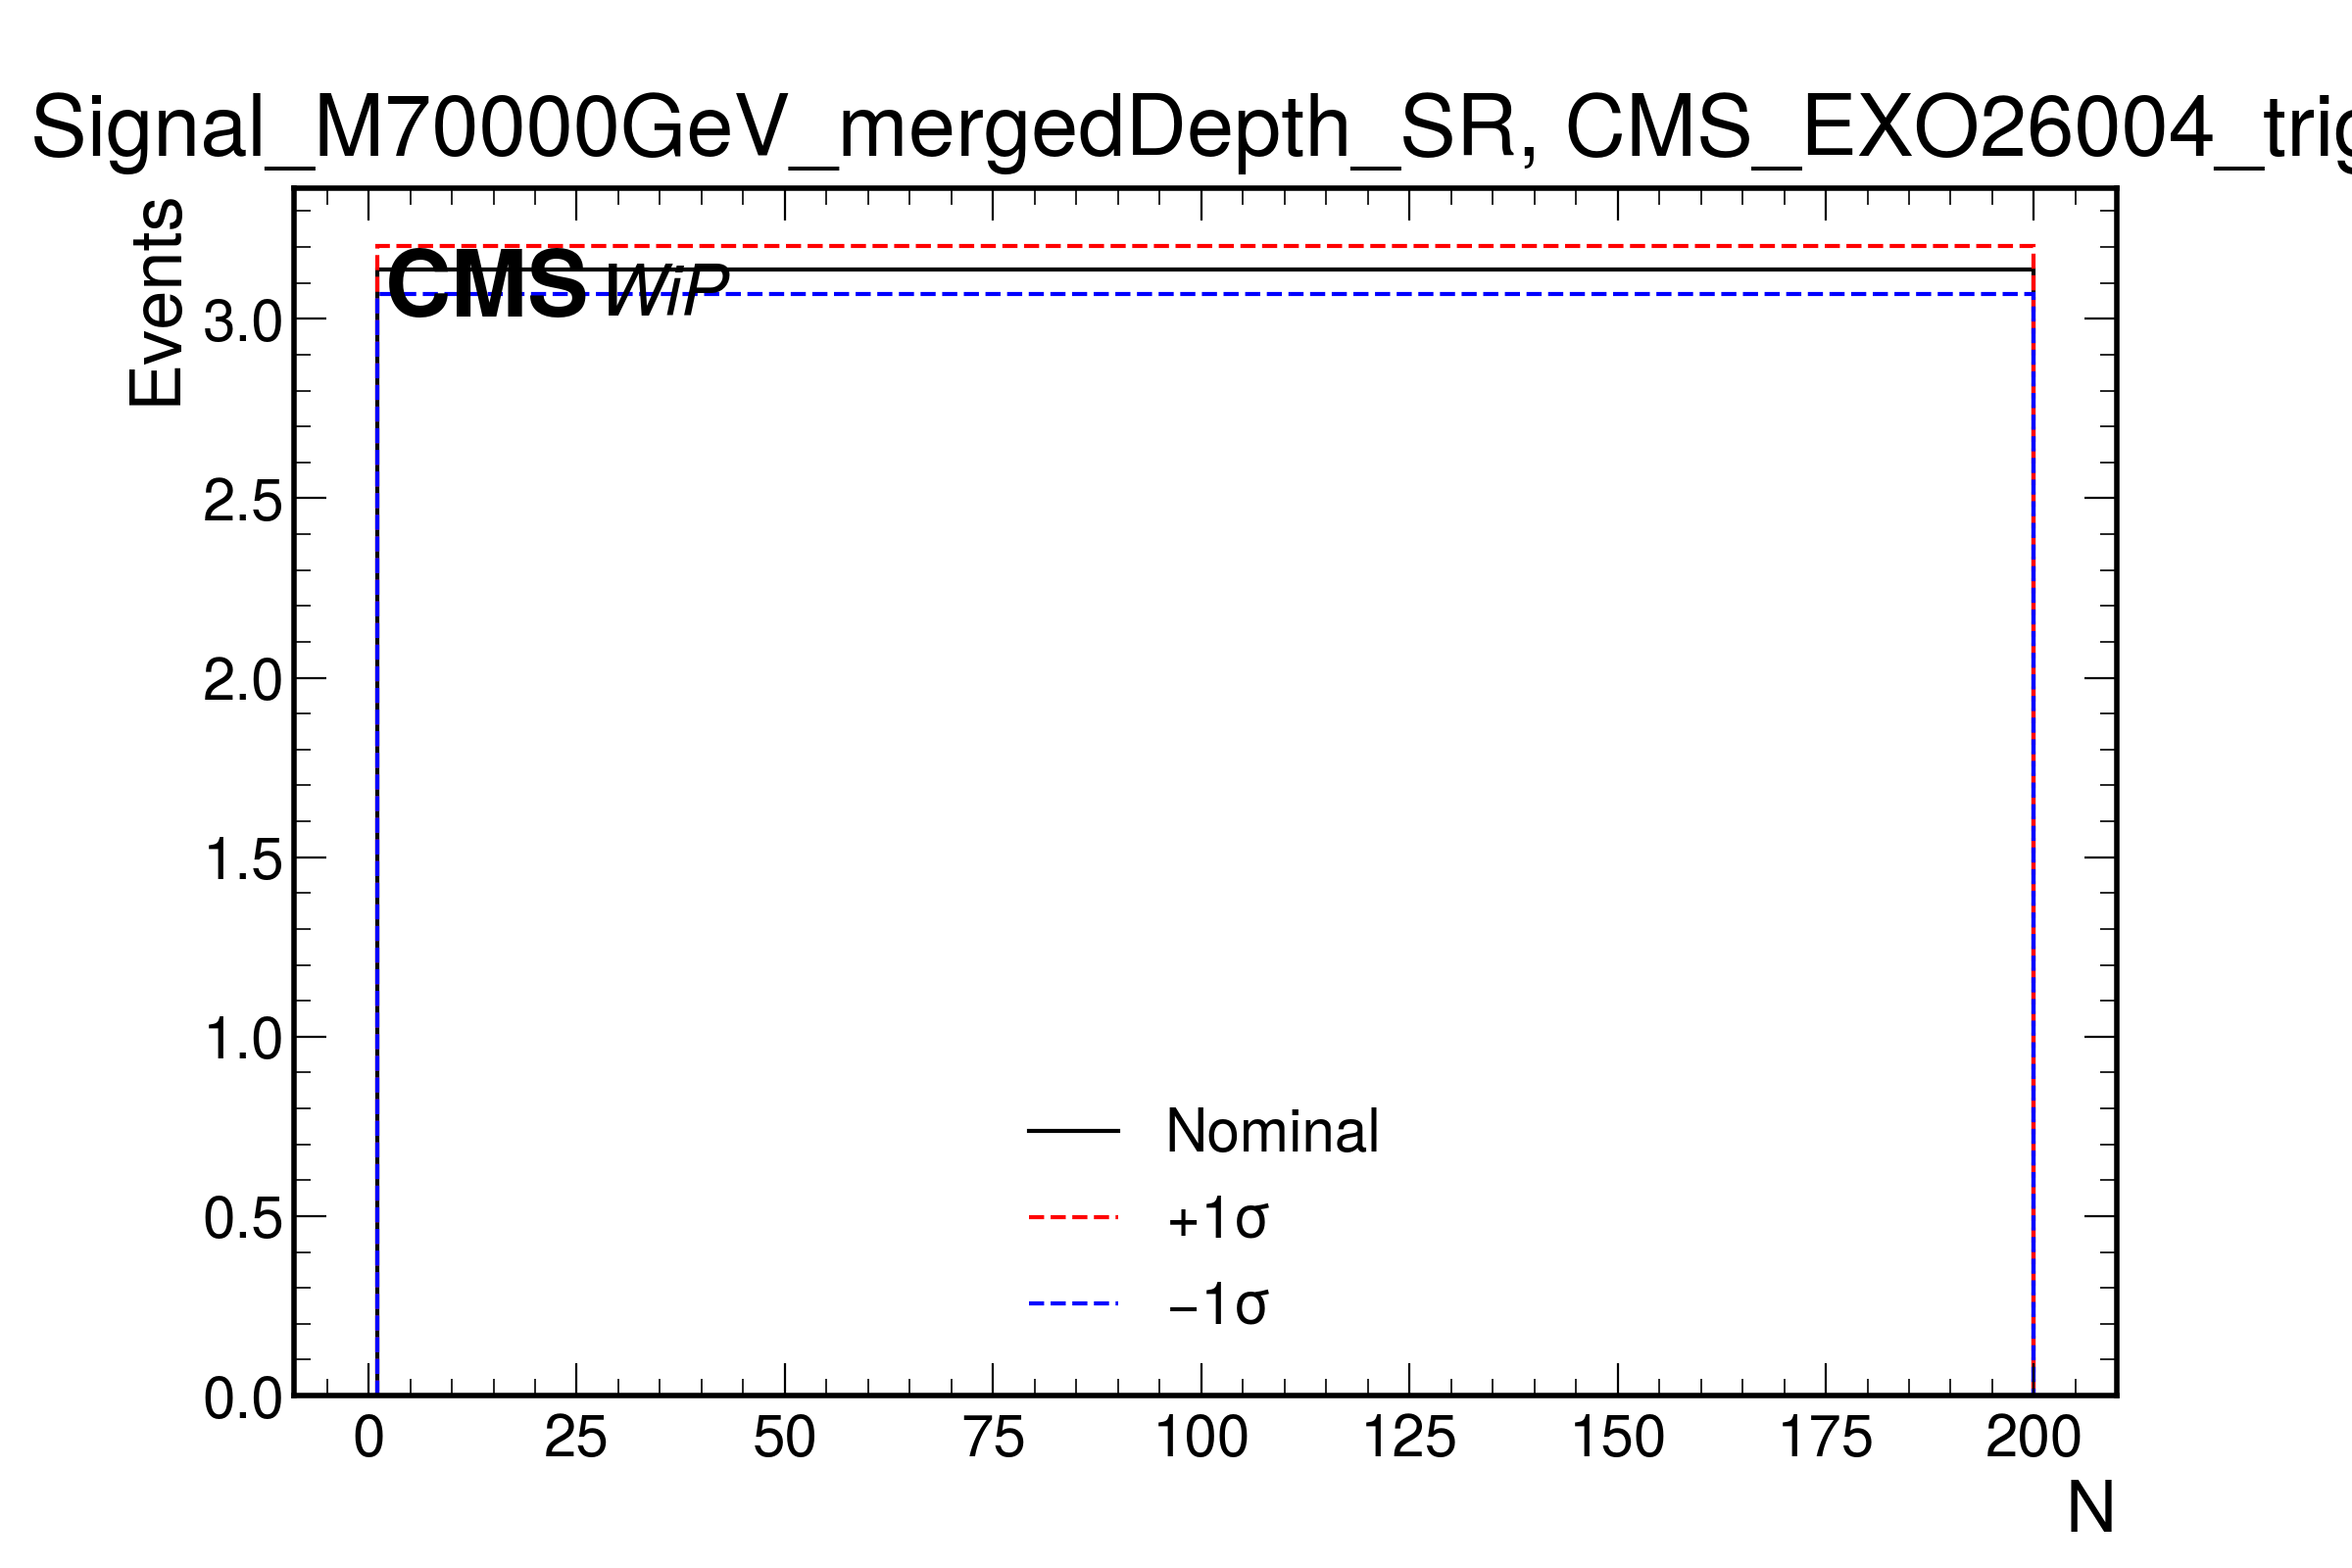 Signal_M70000GeV_mergedDepth_SR, CMS_EXO26004_trig
Events
CMS WiP
3.0
2.5
2.0
1.5
1.0
0.5
0.0
Nominal
+1σ
−1σ
0 25 50 75 100 125 150 175 200
N